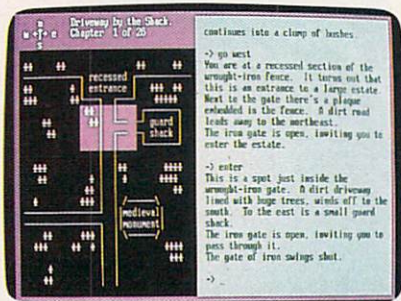 n
w e
s
Driveway by the Shack.
Chapter 1 of 26
recessed
entrance
guard
shack
medieval
monument
continues into a clump of bushes
-> go west
You are at a recessed section of the
wrought-iron fence. It turns out that
this is an entrance to a large estate.
Next to the gate there's a plaque
embedded in the fence. A dirt road
leads away to the northeast.
The iron gate is open, inviting you to
enter the estate.
-> enter
This is a spot just inside the
wrought-iron gate. A dirt driveway
lined with huge trees, winds off to the
south. To the east is a small guard
shack.
The iron gate is open, inviting you to
pass through it.
The gate of iron swings shut.
-> _